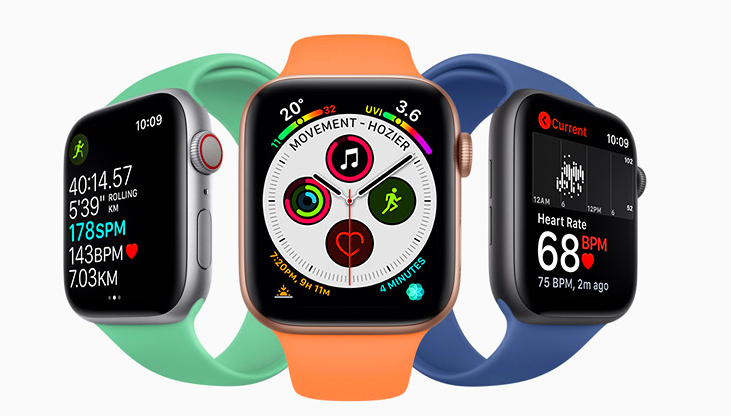 10:09
40:14.57
5'39" ROLLING KM
178SPM
143BPM
7.03KM
20°
11
32
UVI
3.6
MOVEMENT - HOZIER
7:20PM, 9H 11M
4 MINUTES
Current
10:09
102
52
12AM 6 12PM 6
Heart Rate
68 BPM
75 BPM, 2m ago